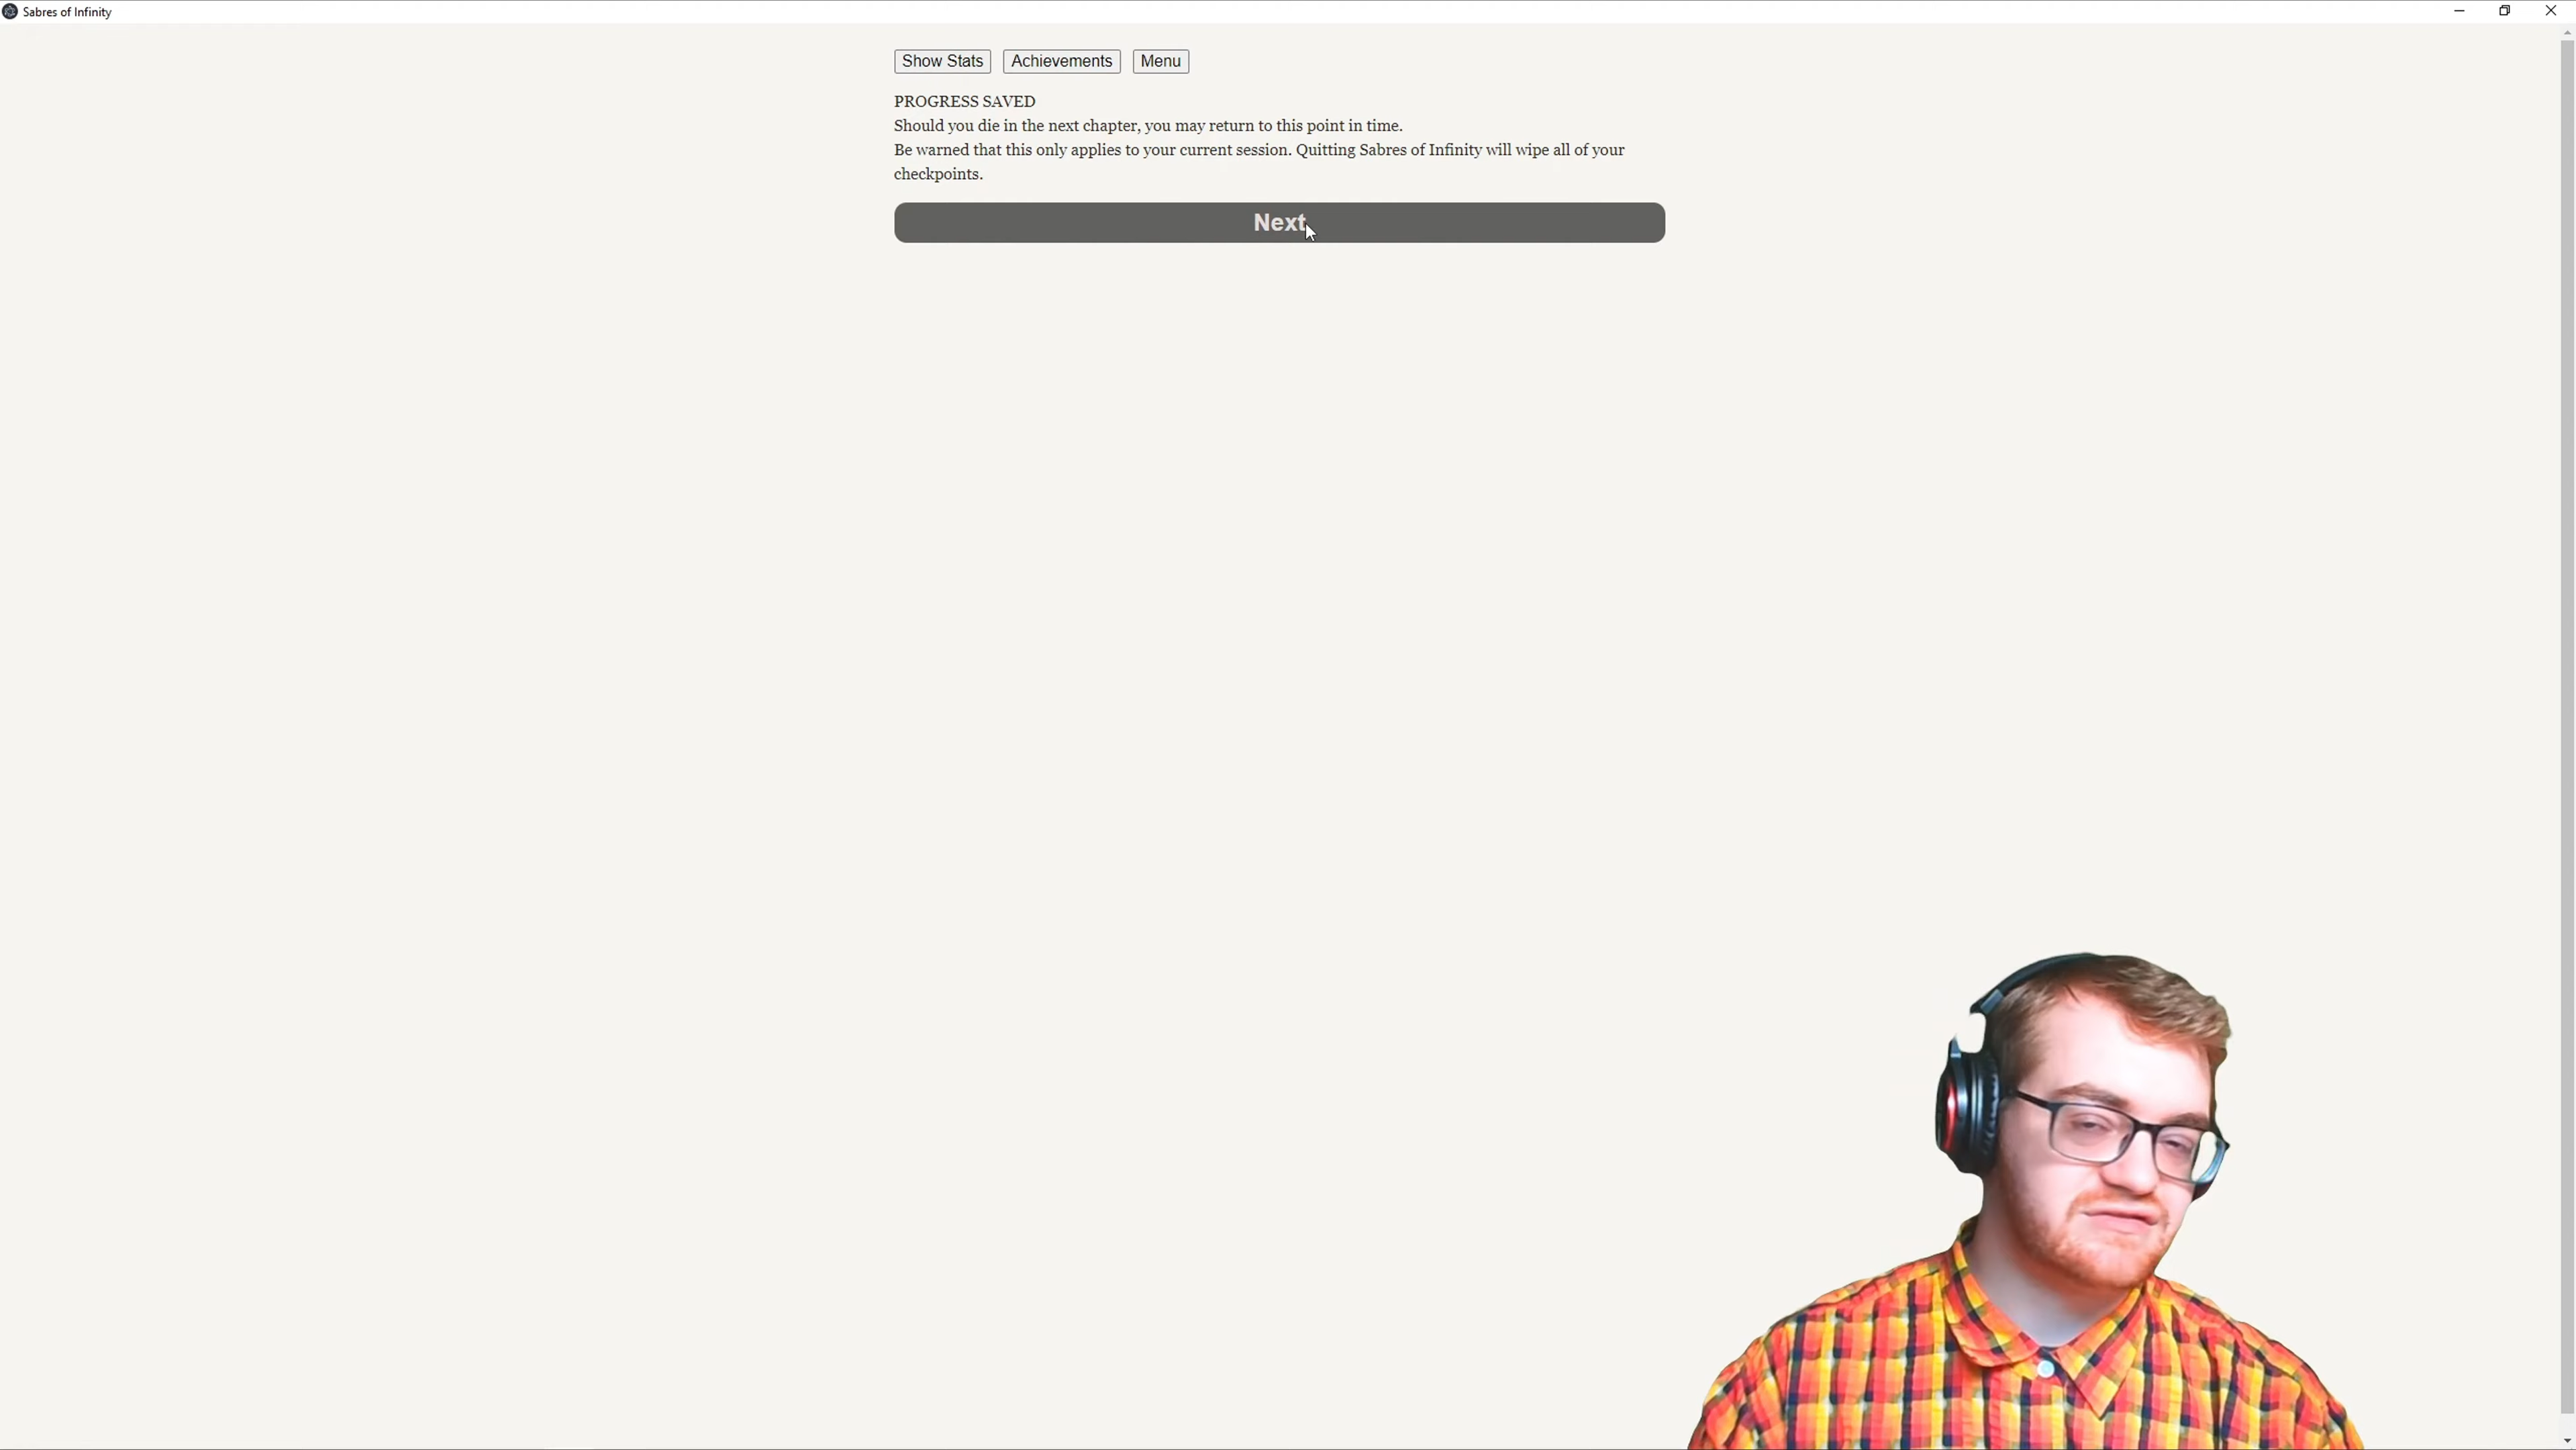 Sabres of Infinity
Show Stats Achievements Menu
PROGRESS SAVED
Should you die in the next chapter, you may return to this point in time.
Be warned that this only applies to your current session. Quitting Sabres of Infinity will wipe all of your
checkpoints.
Next